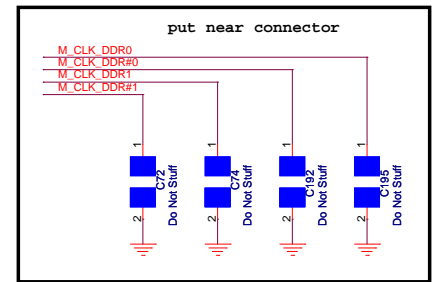 put near connector
M_CLK_DDR0
M_CLK_DDR#0
M_CLK_DDR1
M_CLK_DDR#1
1
1
1
1
C72
Do Not Stuff
C74
Do Not Stuff
C192
Do Not Stuff
C195
Do Not Stuff
2
2
2
2